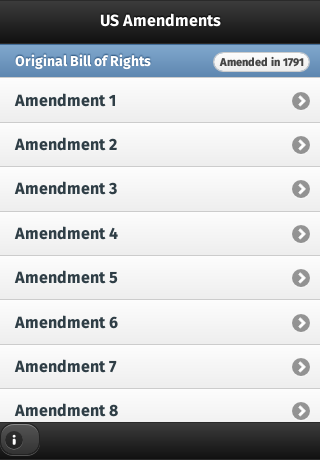 US Amendments
Original Bill of Rights Amended in 1791
Amendment 1
Amendment 2
Amendment 3
Amendment 4
Amendment 5
Amendment 6
Amendment 7
Amendment 8